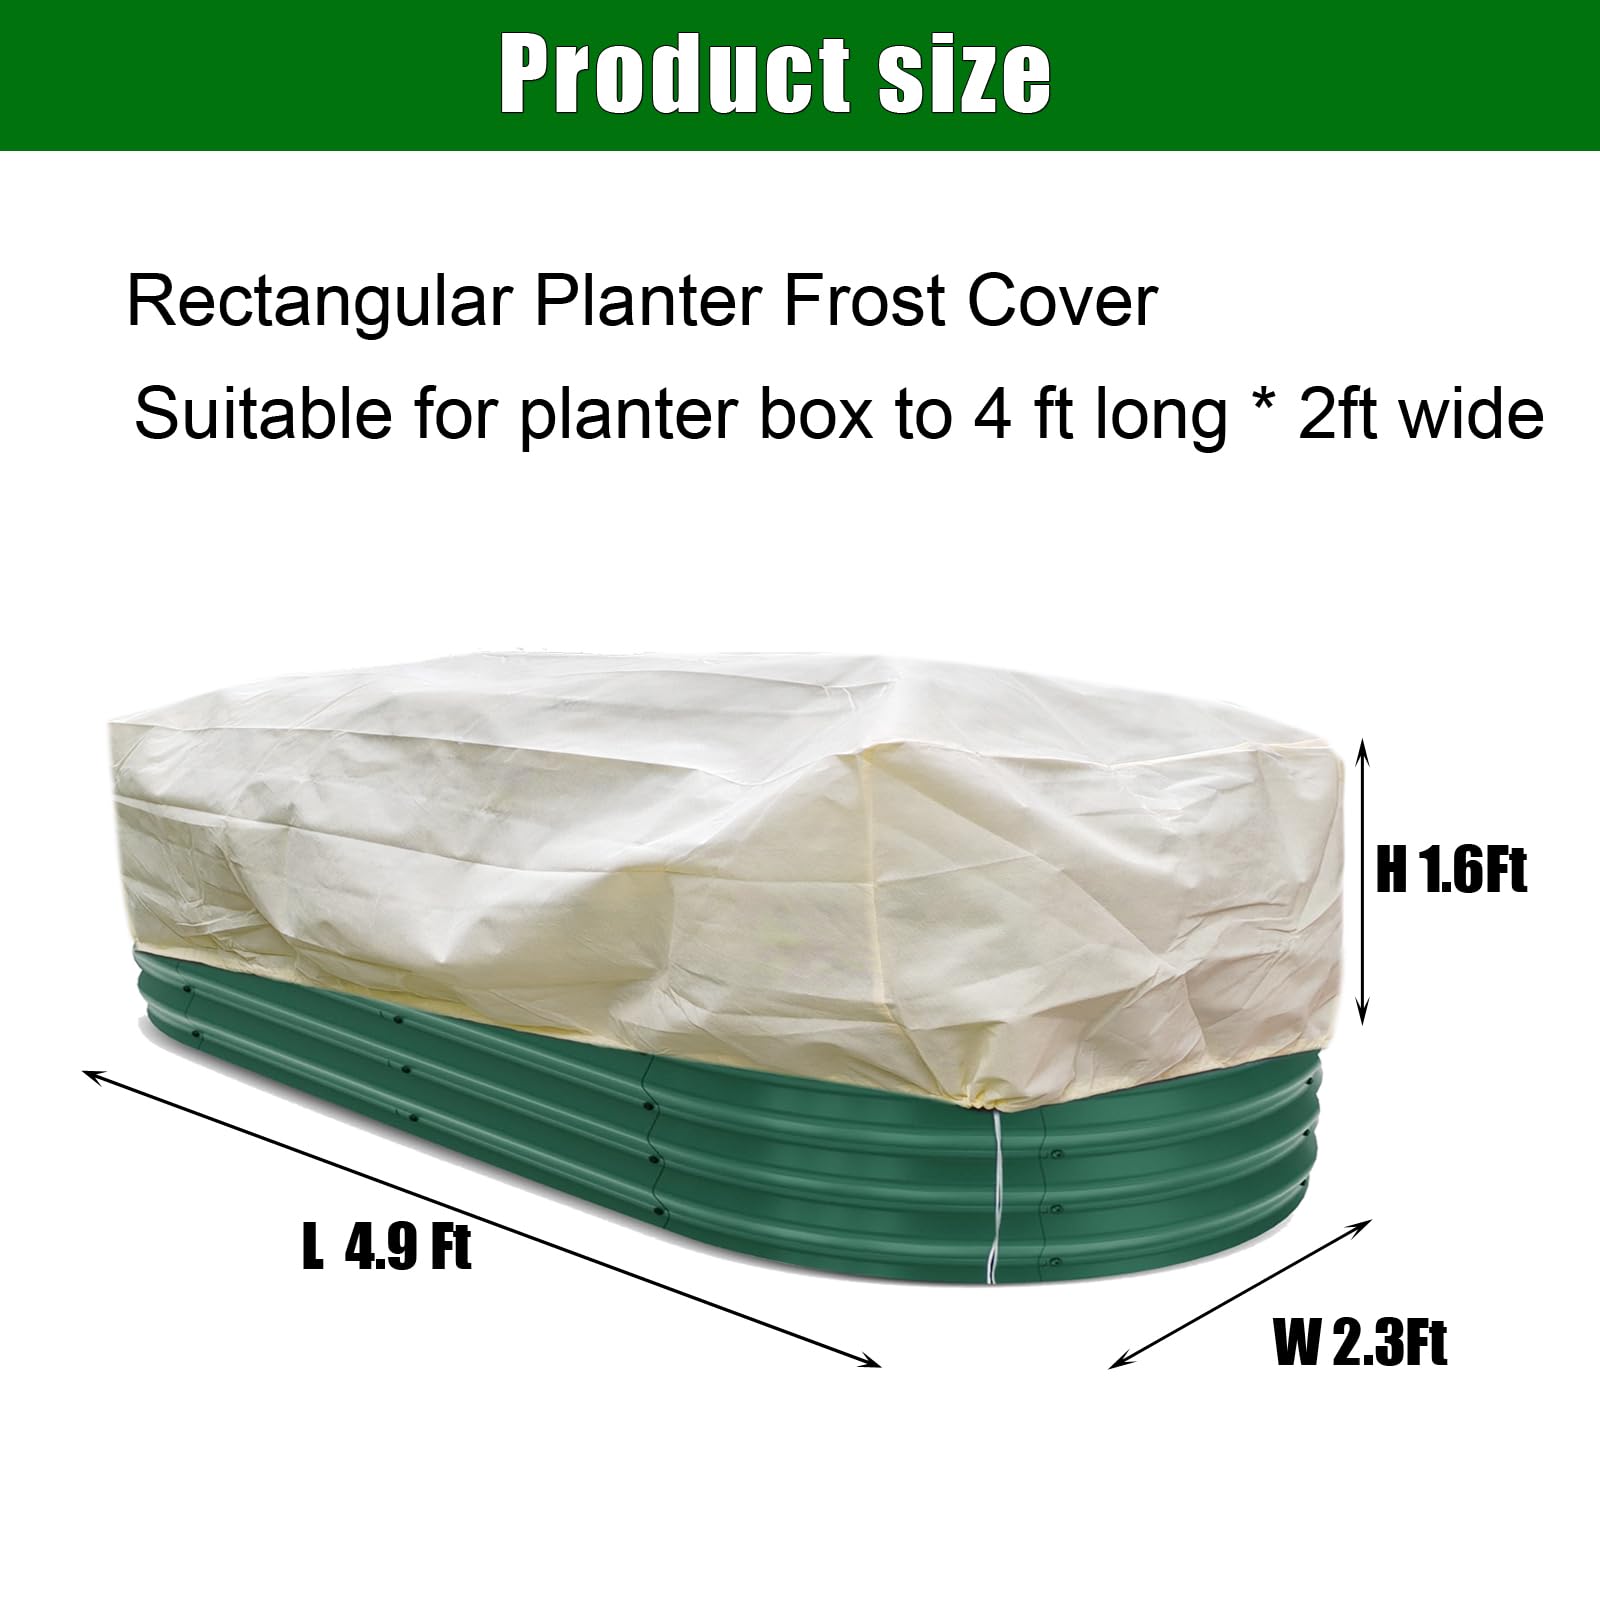 Product size
Rectangular Planter Frost Cover
Suitable for planter box to 4 ft long * 2ft wide
H 1.6Ft
L 4.9 Ft
W 2.3Ft